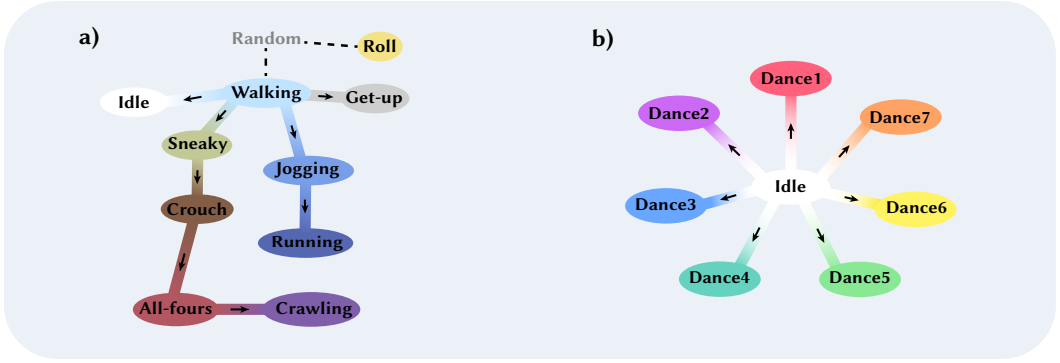 a)
Random
Roll
Walking
Idle
Get-up
Sneaky
Jogging
Crouch
Running
All-fours
Crawling
b)
Dance1
Dance2
Dance7
Idle
Dance3
Dance6
Dance4
Dance5